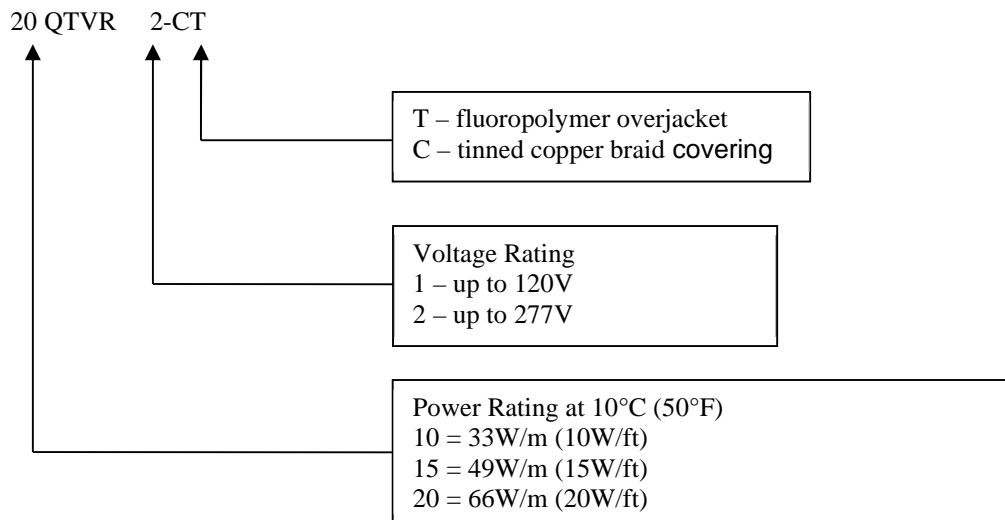 20 QTVR 2-CT
T – fluoropolymer overjacket
C – tinned copper braid covering
Voltage Rating
1 – up to 120V
2 – up to 277V
Power Rating at 10°C (50°F)
10 = 33W/m (10W/ft)
15 = 49W/m (15W/ft)
20 = 66W/m (20W/ft)